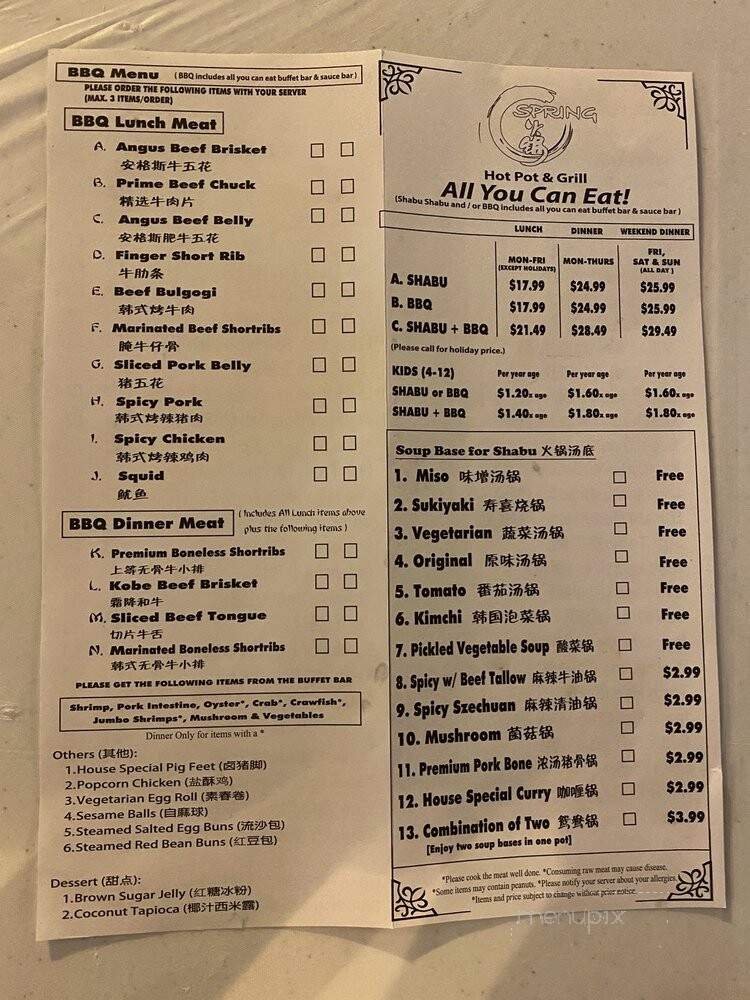 BBQ Menu ( BBQ includes all you can eat buffet bar & sauce bar )
PLEASE ORDER THE FOLLOWING ITEMS WITH YOUR SERVER
(MAX. 3 ITEMS/ORDER)
BBQ Lunch Meat
A. Angus Beef Brisket
安格斯牛五花
B. Prime Beef Chuck
精选牛肉片
C. Angus Beef Belly
安格斯肥牛五花
D. Finger Short Rib
牛肋条
E. Beef Bulgogi
韩式烤牛肉
F. Marinated Beef Shortribs
腌牛仔骨
G. Sliced Pork Belly
猪五花
H. Spicy Pork
韩式烤辣猪肉
I. Spicy Chicken
韩式烤辣鸡肉
J. Squid
鱿鱼
BBQ Dinner Meat ( Includes All Lunch items above
plus the following items )
K. Premium Boneless Shortribs
上等无骨牛小排
L. Kobe Beef Brisket
霜降和牛
M. Sliced Beef Tongue
切片牛舌
N. Marinated Boneless Shortribs
韩式无骨牛小排
PLEASE GET THE FOLLOWING ITEMS FROM THE BUFFET BAR
Shrimp, Pork Intestine, Oyster*, Crab*, Crawfish*,
Jumbo Shrimps*, Mushroom & Vegetables
Dinner Only for items with a *
Others (其他):
1.House Special Pig Feet (卤猪脚)
2.Popcorn Chicken (盐酥鸡)
3.Vegetarian Egg Roll (素春卷)
4.Sesame Balls (自麻球)
5.Steamed Salted Egg Buns (流沙包)
6.Steamed Red Bean Buns (红豆包)
Dessert (甜点):
1.Brown Sugar Jelly (红糖冰粉)
2.Coconut Tapioca (椰汁西米露)
SPRING
火锅
Hot Pot & Grill
All You Can Eat!
(Shabu Shabu and / or BBQ includes all you can eat buffet bar & sauce bar )
LUNCH DINNER WEEKEND DINNER
MON-FRI (EXCEPT HOLIDAYS) MON-THURS FRI, SAT & SUN (ALL DAY )
A. SHABU $17.99 $24.99 $25.99
B. BBQ $17.99 $24.99 $25.99
C. SHABU + BBQ $21.49 $28.49 $29.49
(Please call for holiday price.)
KIDS (4-12) Per year age Per year age Per year age
SHABU or BBQ $1.20x age $1.60x age $1.60x age
SHABU + BBQ $1.40x age $1.80x age $1.80x age
Soup Base for Shabu 火锅汤底
1. Miso 味增汤锅 Free
2. Sukiyaki 寿喜烧锅 Free
3. Vegetarian 蔬菜汤锅 Free
4. Original 原味汤锅 Free
5. Tomato 番茄汤锅 Free
6. Kimchi 韩国泡菜锅 Free
7. Pickled Vegetable Soup 酸菜锅 Free
8. Spicy w/ Beef Tallow 麻辣牛油锅 $2.99
9. Spicy Szechuan 麻辣清油锅 $2.99
10. Mushroom 菌菇锅 $2.99
11. Premium Pork Bone 浓汤猪骨锅 $2.99
12. House Special Curry 咖喱锅 $2.99
13. Combination of Two 鸳鸯锅 $3.99
[Enjoy two soup bases in one pot]
*Please cook the meat well done. *Consuming raw meat may cause disease.
*Some items may contain peanuts. *Please notify your server about your allergies.
*Items and price subject to change without prior notice.
menupix